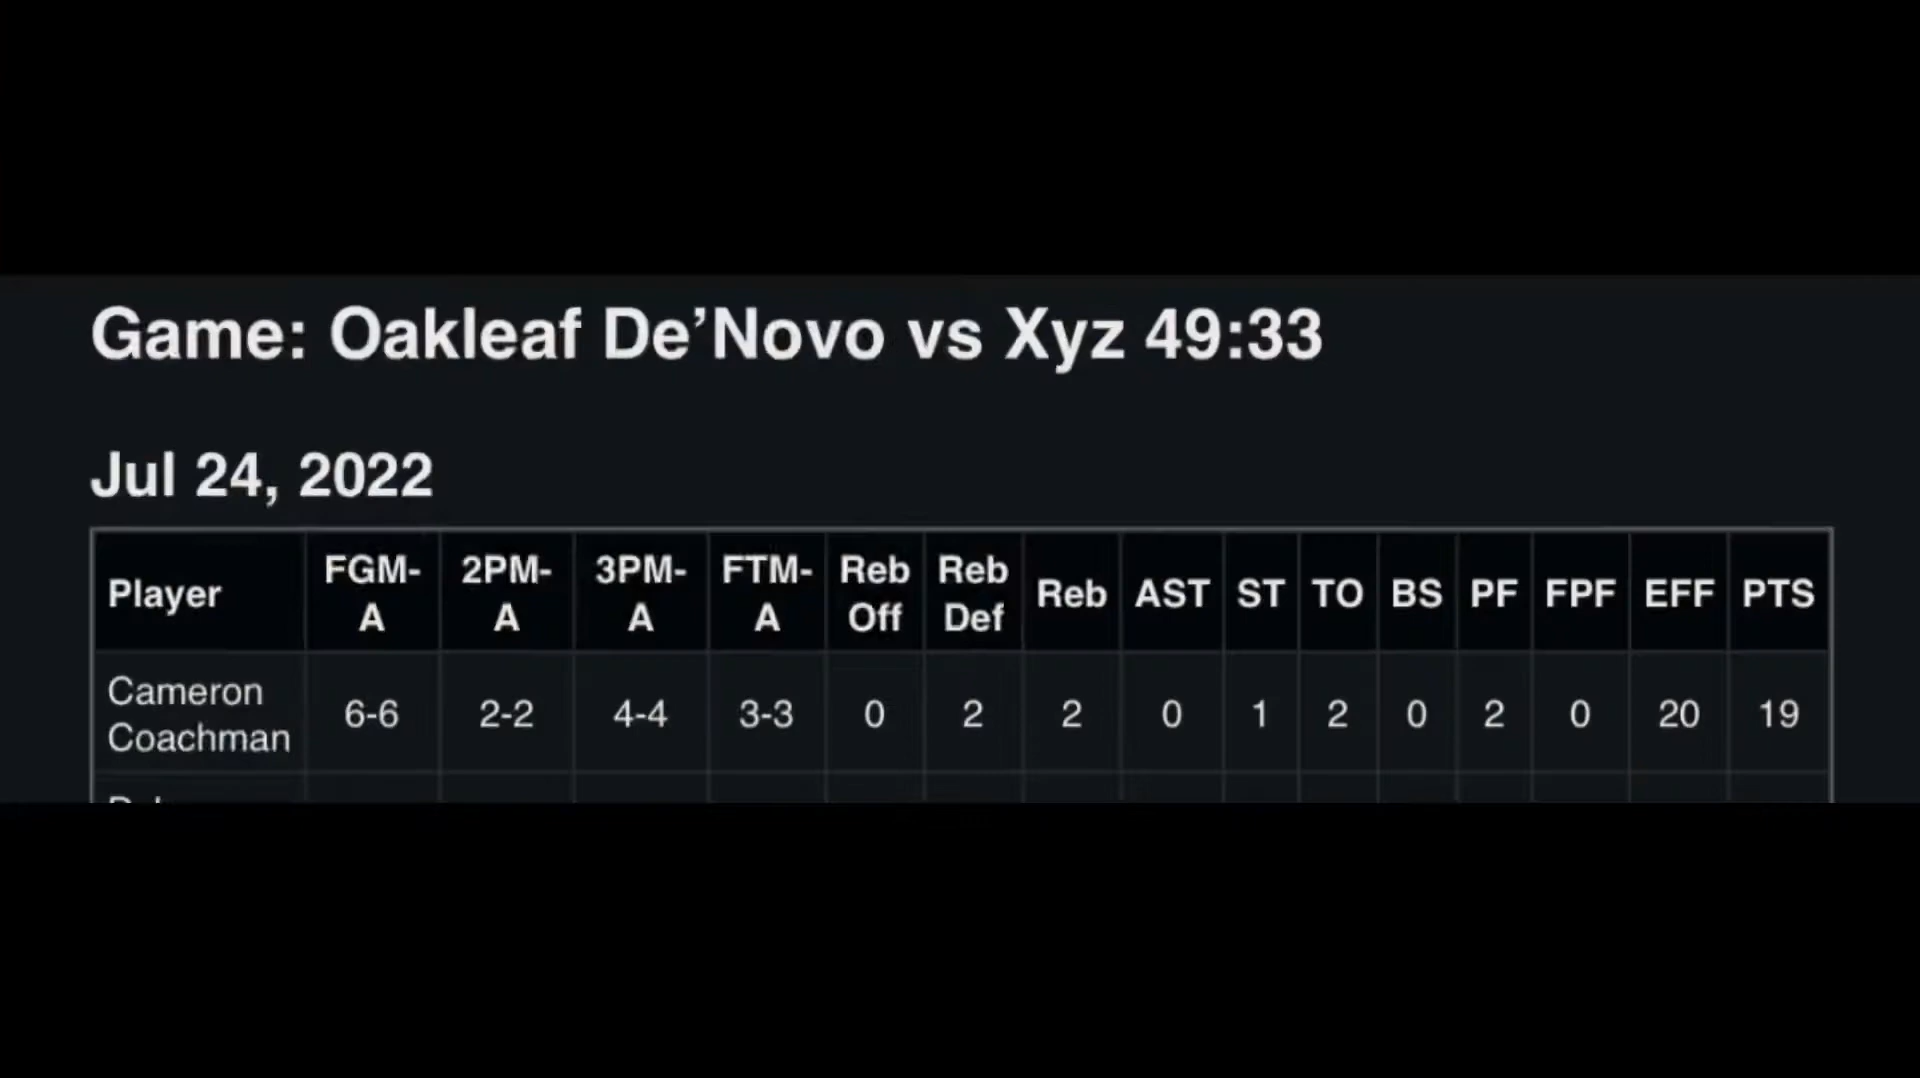 Game: Oakleaf De’Novo vs Xyz 49:33
Jul 24, 2022
Player FGM-A 2PM-A 3PM-A FTM-A Reb Off Reb Def Reb AST ST TO BS PF FPF EFF PTS
Cameron Coachman 6-6 2-2 4-4 3-3 0 2 2 0 1 2 0 2 0 20 19